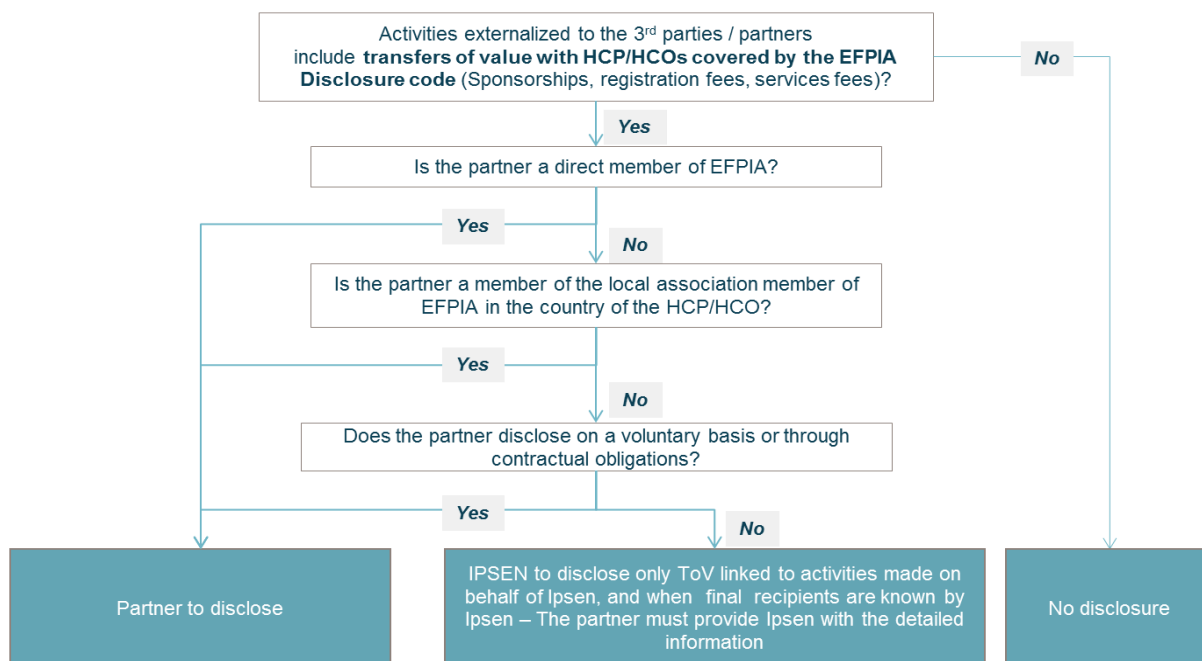 Activities externalized to the 3rd parties / partners
include transfers of value with HCP/HCOs covered by the EFPIA
Disclosure code (Sponsorships, registration fees, services fees)?
No
Yes
Is the partner a direct member of EFPIA?
Yes
No
Is the partner a member of the local association member of
EFPIA in the country of the HCP/HCO?
Yes
No
Does the partner disclose on a voluntary basis or through
contractual obligations?
Yes
No
Partner to disclose
IPSEN to disclose only ToV linked to activities made on
behalf of Ipsen, and when final recipients are known by
Ipsen – The partner must provide Ipsen with the detailed
information
No disclosure